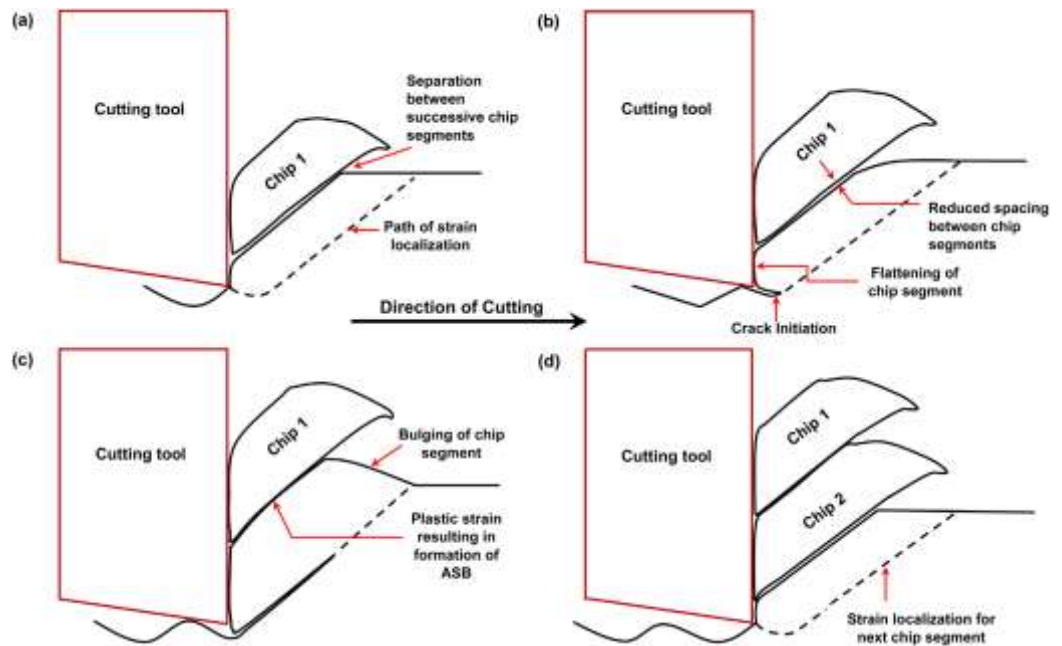 (a)
Cutting tool
Separation
between
successive chip
segments
Chip 1
Path of strain
localization
(b)
Cutting tool
Chip 1
Reduced spacing
between chip
segments
Flattening of
chip segment
Crack Initiation
Direction of Cutting
(c)
Cutting tool
Chip 1
Bulging of chip
segment
Plastic strain
resulting in
formation of
ASB
(d)
Cutting tool
Chip 1
Chip 2
Strain localization for
next chip segment